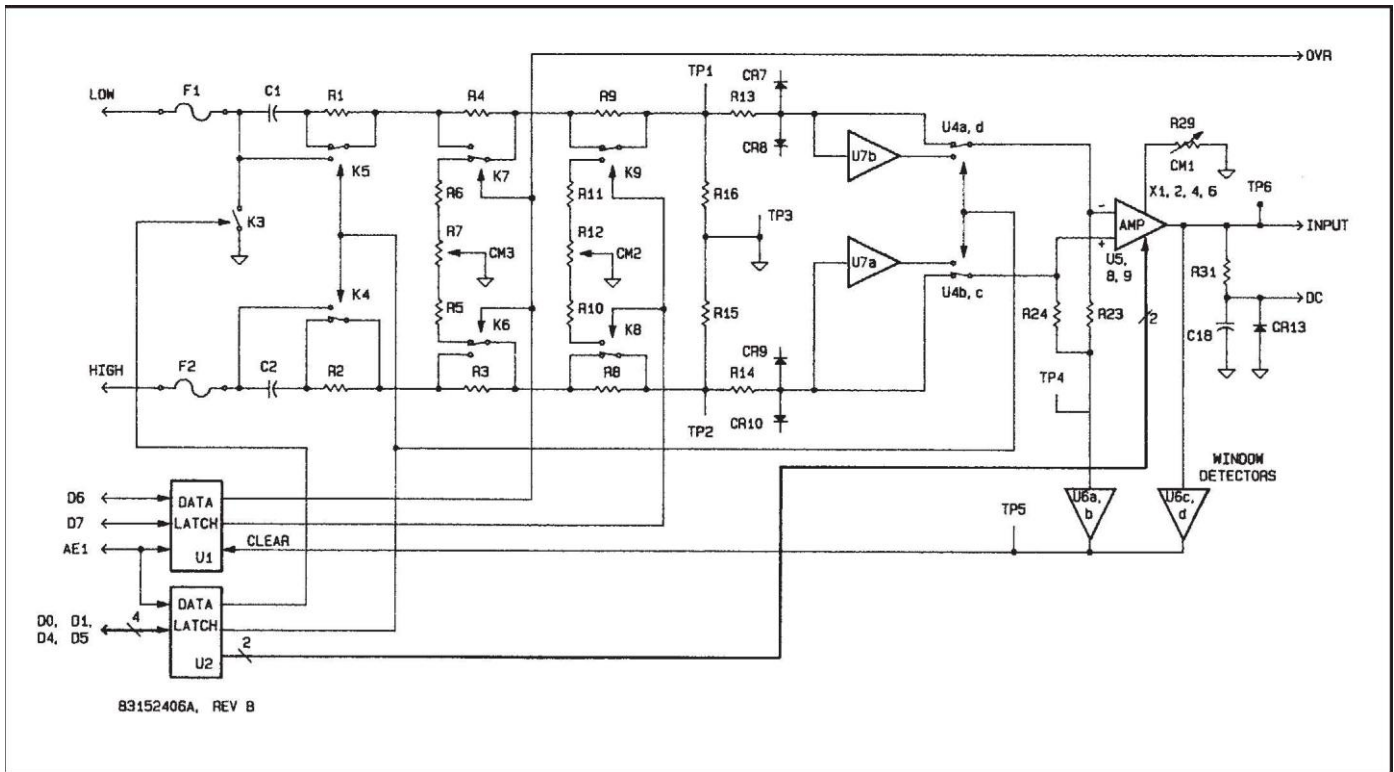 OVR
TP1
CR7
LOW
F1
C1
R1
R4
R9
R13
U4a, d
R29
CR8
U7b
CM1
K5
K7
K9
X1, 2, 4, 6
TP6
R6
R11
R16
K3
TP3
AMP
-
+
INPUT
R7
CM3
R12
CM2
U7a
U5,
8, 9
R31
K4
U4b, c
DC
R5
K6
R10
K8
R15
R24
R23
2
C18
CR13
HIGH
F2
C2
R2
R3
R8
CR9
R14
TP4
TP2
CR10
WINDOW
DETECTORS
D6
DATA
U6a,
b
U6c,
d
D7
LATCH
TP5
AE1
CLEAR
U1
DATA
D0, D1,
D4, D5
4
LATCH
2
U2
83152406A, REV B